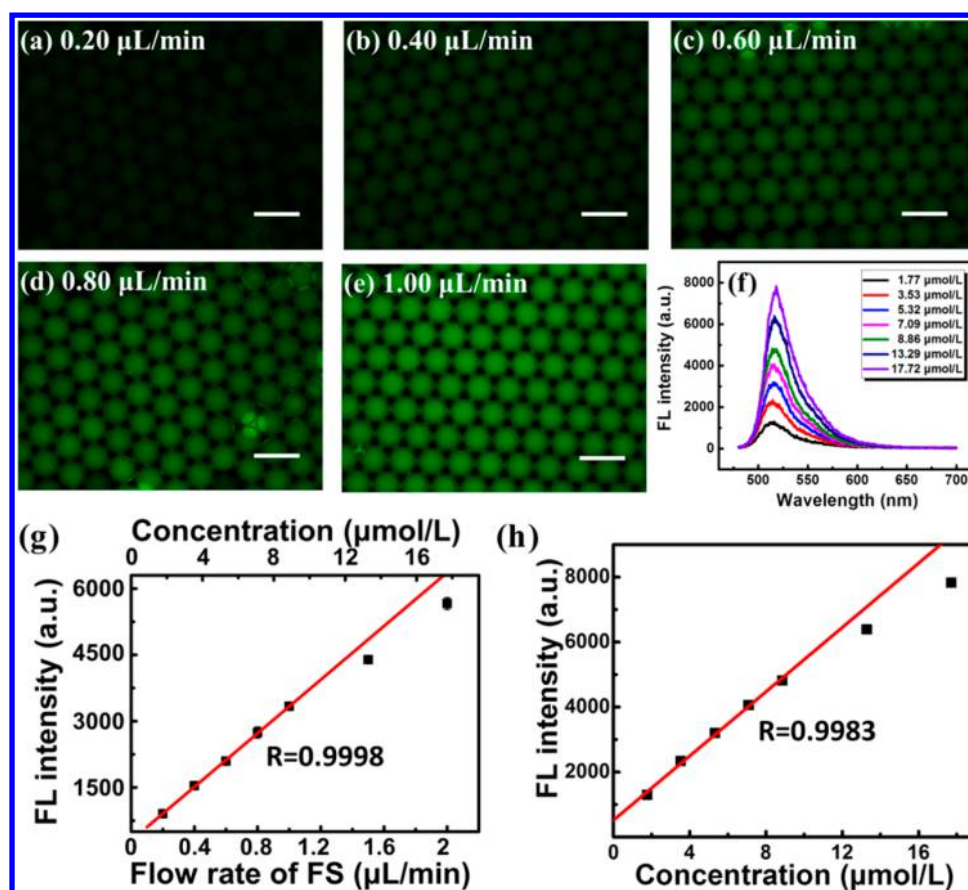 (a) 0.20 μL/min
(b) 0.40 μL/min
(c) 0.60 μL/min
(d) 0.80 μL/min
(e) 1.00 μL/min
(f)
8000
6000
4000
2000
0
FL intensity (a.u.)
1.77 μmol/L
3.53 μmol/L
5.32 μmol/L
7.09 μmol/L
8.86 μmol/L
13.29 μmol/L
17.72 μmol/L
500 550 600 650 700
Wavelength (nm)
(g)
Concentration (μmol/L)
0 4 8 12 16
6000
4500
3000
1500
FL intensity (a.u.)
R=0.9998
0 0.4 0.8 1.2 1.6 2
Flow rate of FS (μL/min)
(h)
8000
6000
4000
2000
FL intensity (a.u.)
R=0.9983
0 4 8 12 16
Concentration (μmol/L)